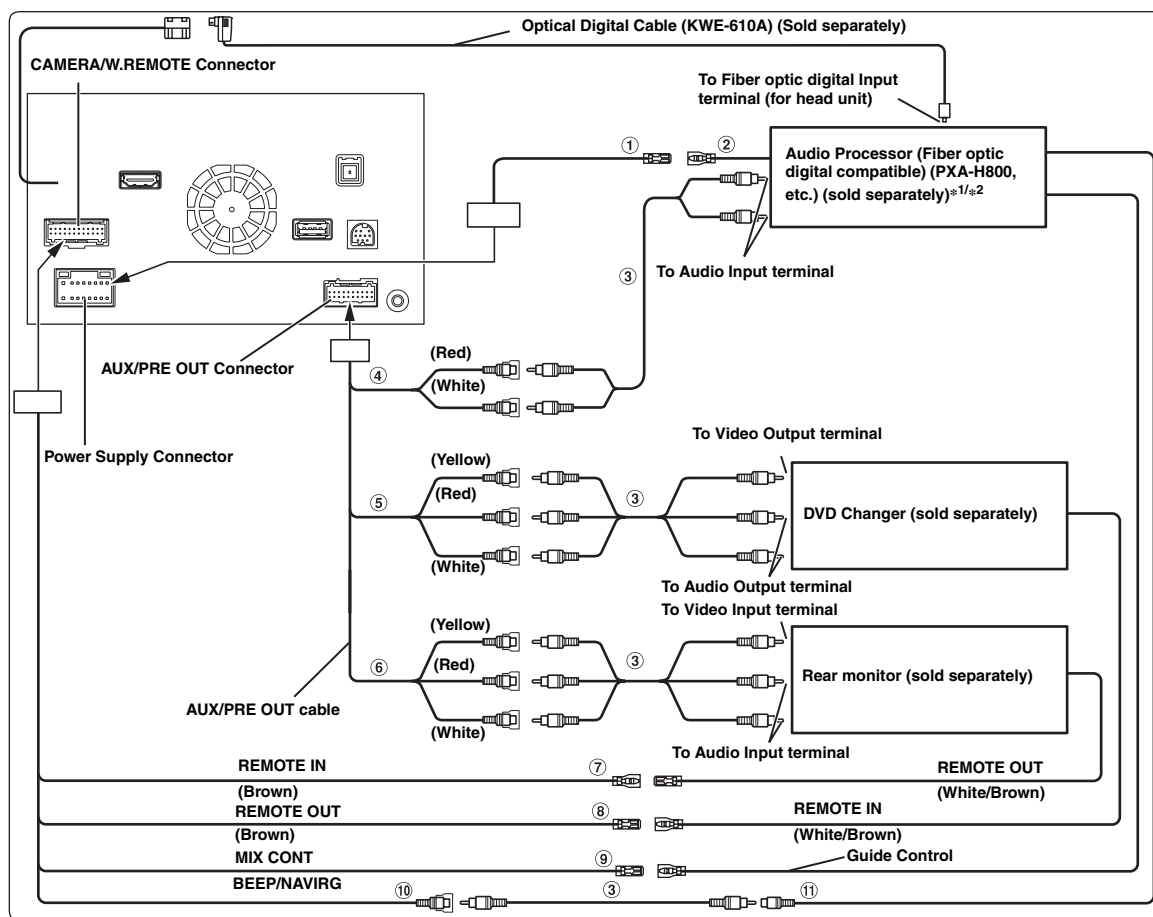 Optical Digital Cable (KWE-610A) (Sold separately)
CAMERA/W.REMOTE Connector
To Fiber optic digital Input
terminal (for head unit)
①
②
Audio Processor (Fiber optic
digital compatible) (PXA-H800,
etc.) (sold separately)*1/*2
To Audio Input terminal
③
AUX/PRE OUT Connector
(Red)
④
(White)
Power Supply Connector
To Video Output terminal
(Yellow)
(Red)
⑤
③
DVD Changer (sold separately)
(White)
To Audio Output terminal
To Video Input terminal
(Yellow)
(Red)
⑥
③
Rear monitor (sold separately)
AUX/PRE OUT cable
(White)
To Audio Input terminal
REMOTE IN
⑦
REMOTE OUT
(Brown)
(White/Brown)
REMOTE OUT
⑧
REMOTE IN
(Brown)
(White/Brown)
MIX CONT
⑨
Guide Control
BEEP/NAVIRG
⑩
③
⑪